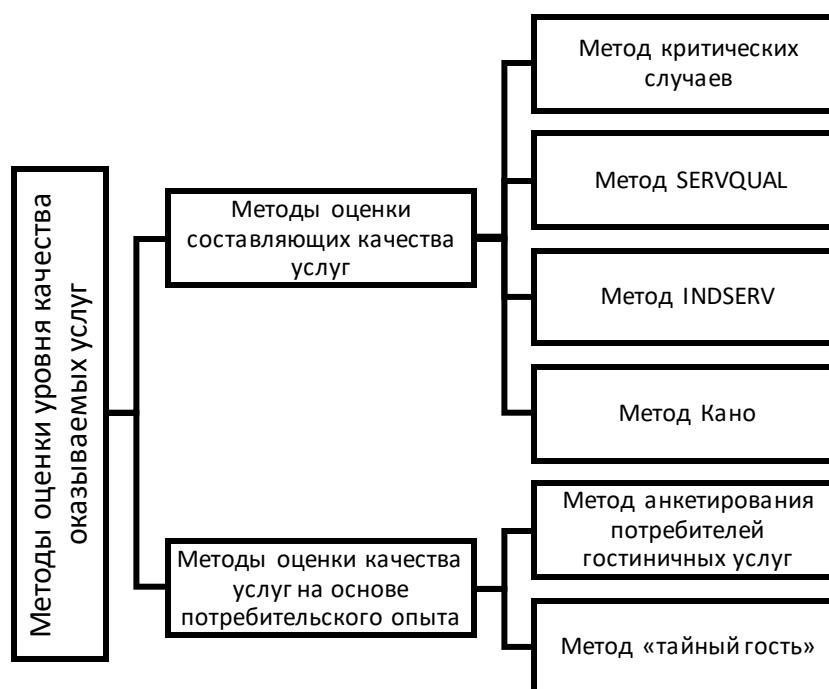 Методы оценки уровня качества
оказываемых услуг
Методы оценки
составляющих качества
услуг
Метод критических
случаев
Метод SERVQUAL
Метод INDSERV
Метод Кано
Методы оценки качества
услуг на основе
потребительского опыта
Метод анкетирования
потребителей
гостиничных услуг
Метод «тайный гость»